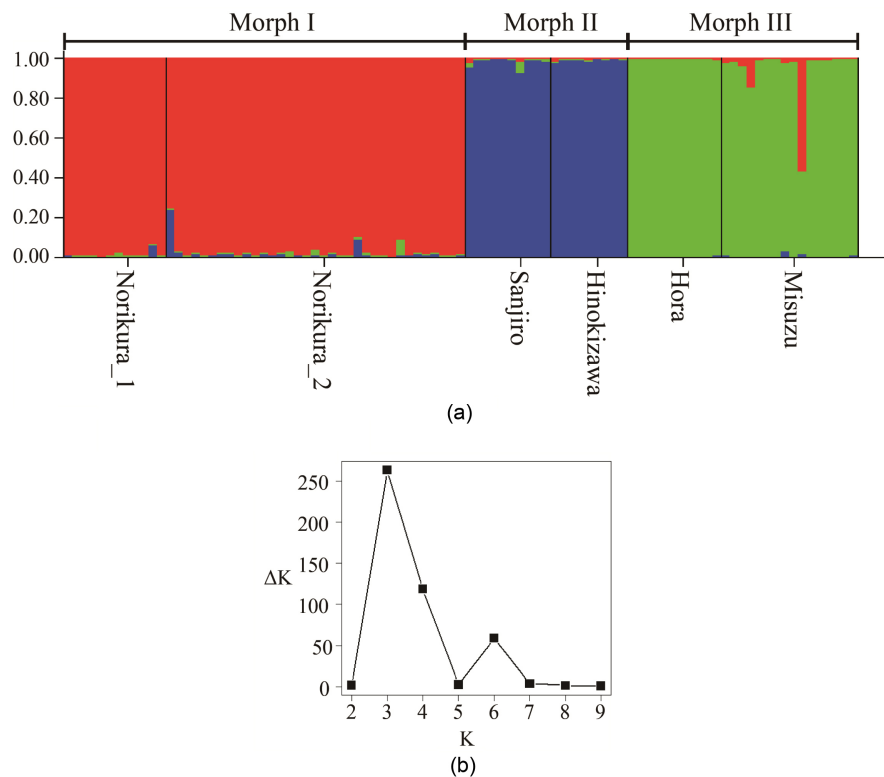 Morph I Morph II Morph III
1.00
0.80
0.60
0.40
0.20
0.00
Norikura_1
Norikura_2
Sanjiro
Hinokizawa
Hora
Misuzu
(a)
250
200
150
100
50
0
ΔK
2 3 4 5 6 7 8 9
K
(b)